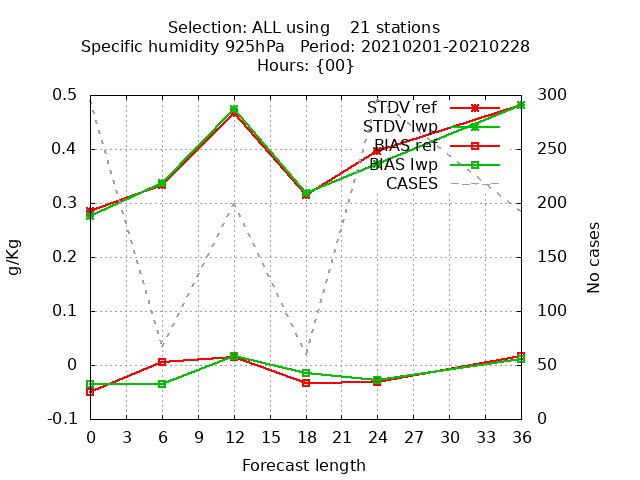 Selection: ALL using    21 stations
Specific humidity 925hPa   Period: 20210201-20210228
Hours: {00}
0.5
0.4
0.3
0.2
0.1
0
-0.1
g/Kg
STDV ref
STDV lwp
BIAS ref
BIAS lwp
CASES
300
250
200
150
100
50
0
No cases
0 3 6 9 12 15 18 21 24 27 30 33 36
Forecast length